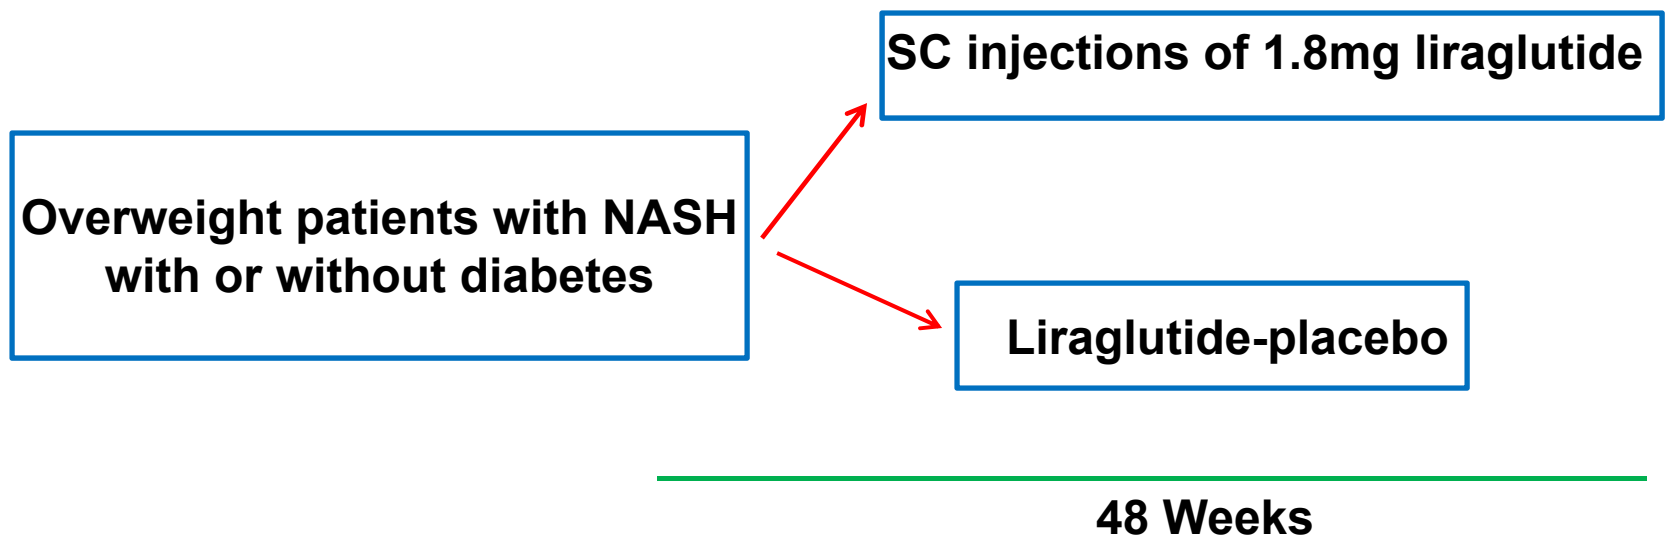 SC injections of 1.8mg liraglutide
Overweight patients with NASH
with or without diabetes
Liraglutide-placebo
48 Weeks